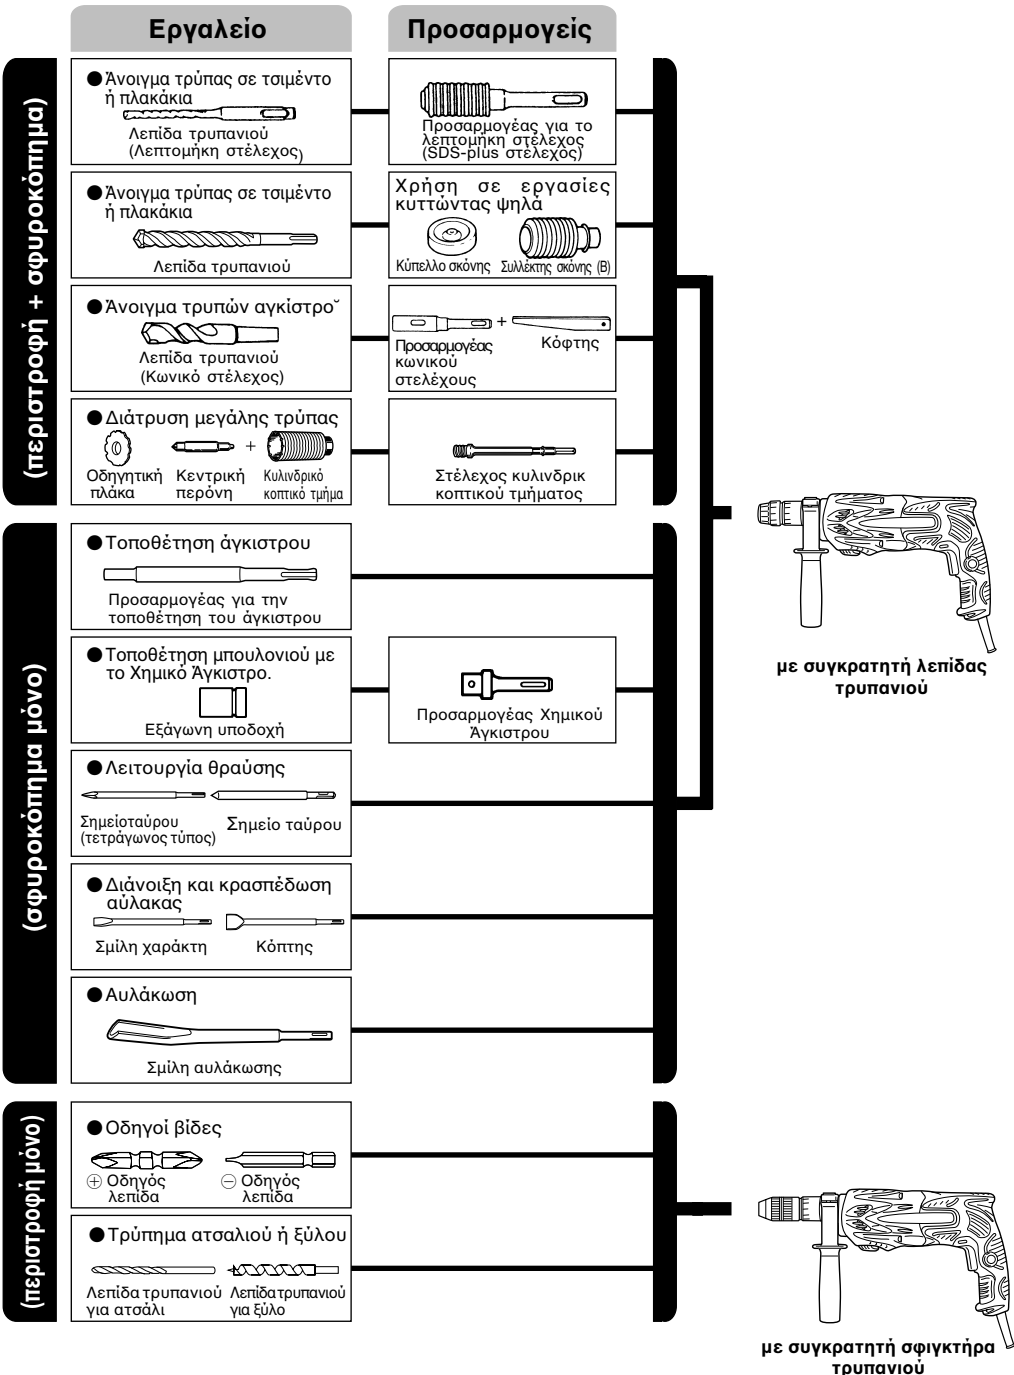 Εργαλείο
Προσαρμογείς
(περιστροφή + σφυροκόπημα)
● Άνοιγμα τρύπας σε τσιμέντο
ή πλακάκια
Λεπίδα τρυπανιού
(Λεπτομήκη στέλεχος)
Προσαρμογέας για το
λεπτομήκη στέλεχος
(SDS-plus στέλεχός)
● Άνοιγμα τρύπας σε τσιμέντο
ή πλακάκια
Λεπίδα τρυπανιού
Χρήση σε εργασίες
κυττώντας ψηλά
Κύπελλο σκόνης
Συλλέκτης σκόνης (B)
● Άνοιγμα τρυπών αγκίστρο˘
Λεπίδα τρυπανιού
(Κωνικό στέλεχος)
+
Προσαρμογέας
κωνικού
στελέχους
Κόφτης
● Διάτρυση μεγάλης τρύπας
+
Οδηγητική
πλάκα
Κεντρική
περόνη
Κυλινδρικό
κοπτικό τμήμα
Στέλεχος κυλινδρικ
κοπτικού τμήματος
(σφυροκόπημα μόνο)
● Τοποθέτηση άγκιστρου
Προσαρμογέας για την
τοποθέτηση του άγκιστρου
● Τοποθέτηση μπουλονιού με
το Χημικό Άγκιστρο.
Εξάγωνη υποδοχή
Προσαρμογέας Χημικού
Άγκιστρου
● Λειτουργία θραύσης
Σημείοταύρου
(τετράγωνος τύπος)
Σημείο ταύρου
● Διάνοιξη και κρασπέδωση
αύλακας
Σμίλη χαράκτη
Κόπτης
● Αυλάκωση
Σμίλη αυλάκωσης
με συγκρατητή λεπίδας
τρυπανιού
(περιστροφή μόνο)
● Οδηγοί βίδες
⊕ Οδηγός
λεπίδα
⊖ Οδηγός
λεπίδα
● Τρύπημα ατσαλιού ή ξύλου
Λεπίδα τρυπανιού
για ατσάλι
Λεπίδα τρυπανιού
για ξύλο
με συγκρατητή σφιγκτήρα
τρυπανιού